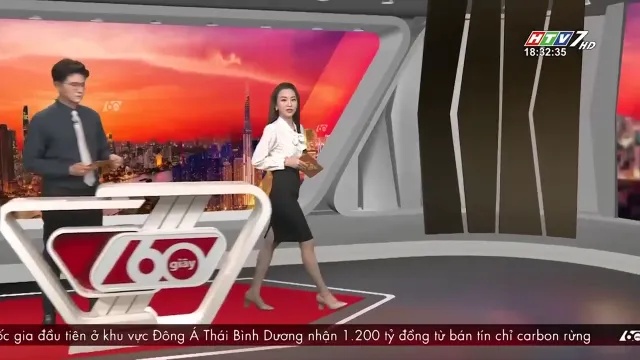 HTV7 HD
18:32:35
60 giây
ốc gia đầu tiên ở khu vực Đông Á Thái Bình Dương nhận 1.200 tỷ đồng từ bán tín chỉ carbon rừng